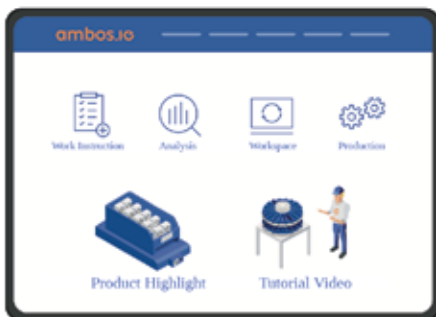 ambos.io
Work Instruction
Analysis
Workspace
Production
Product Highlight
Tutorial Video